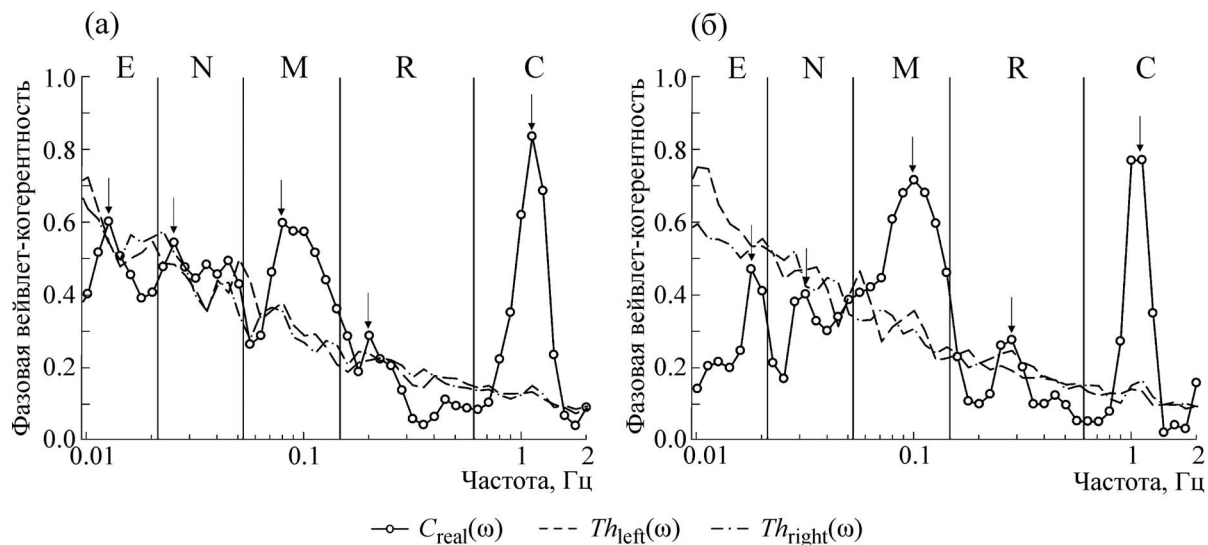 (а)
E N M R C
Фазовая вейвлет-когерентность
1.0
0.8
0.6
0.4
0.2
0.0
0.01 0.1 1 2
Частота, Гц
(б)
E N M R C
Фазовая вейвлет-когерентность
1.0
0.8
0.6
0.4
0.2
0.0
0.01 0.1 1 2
Частота, Гц
C_real(ω) Th_left(ω) Th_right(ω)